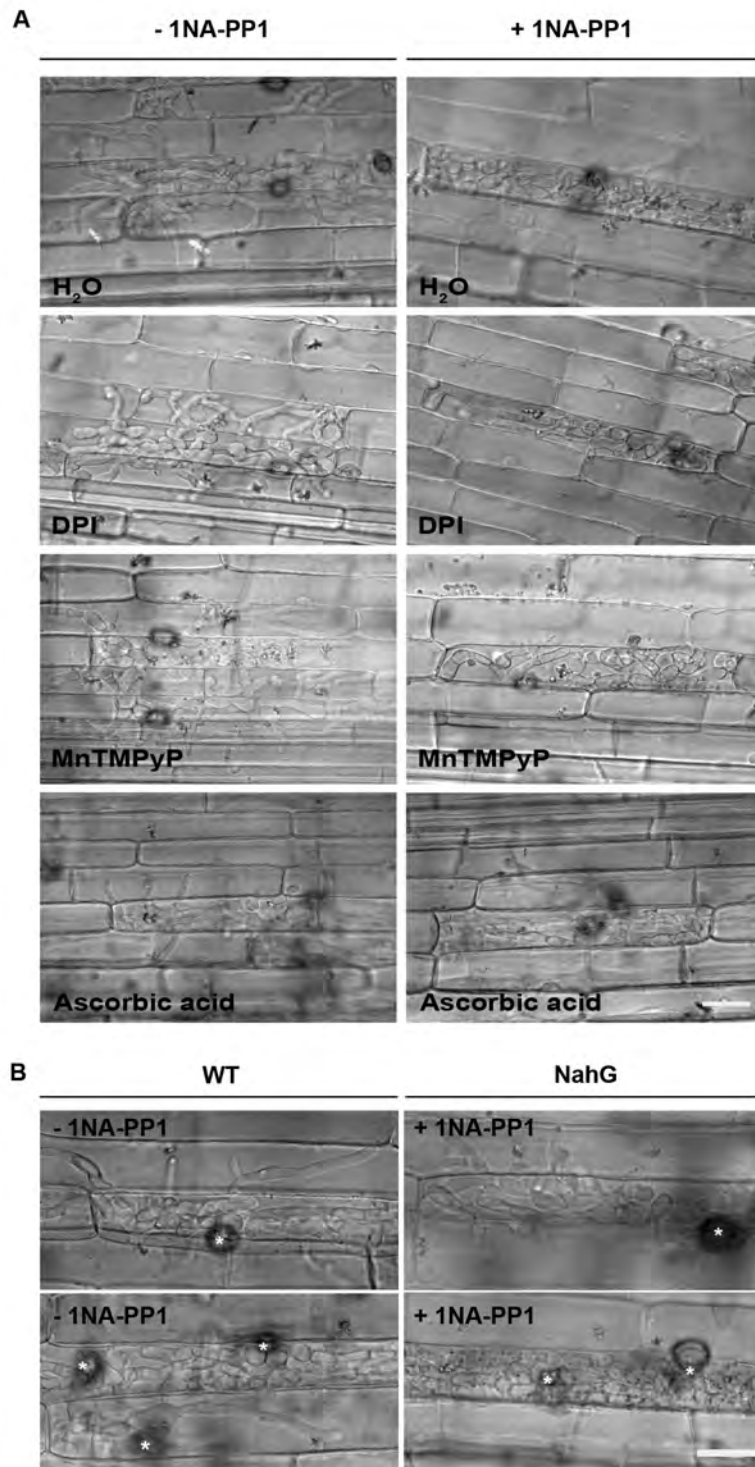 A
- 1NA-PP1 + 1NA-PP1
H₂O H₂O
DPI DPI
MnTMPyP MnTMPyP
Ascorbic acid Ascorbic acid
B
WT NahG
- 1NA-PP1 + 1NA-PP1
* *
- 1NA-PP1 + 1NA-PP1
* * * * *